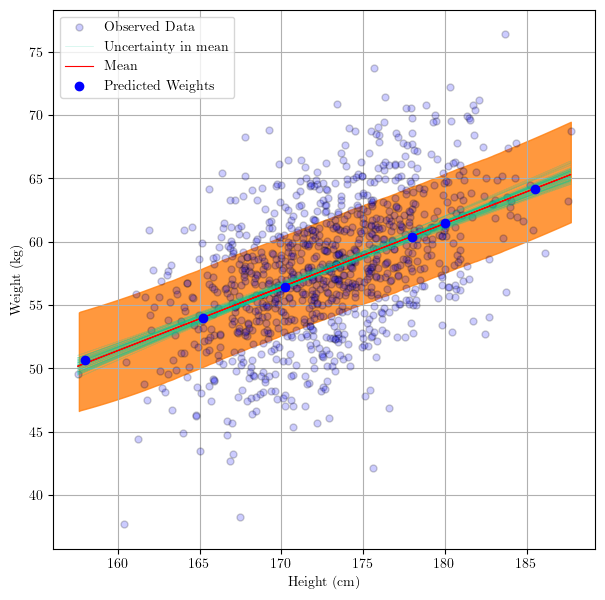 Observed Data
Uncertainty in mean
Mean
Predicted Weights
75
70
65
60
55
50
45
40
Weight (kg)
160 165 170 175 180 185
Height (cm)